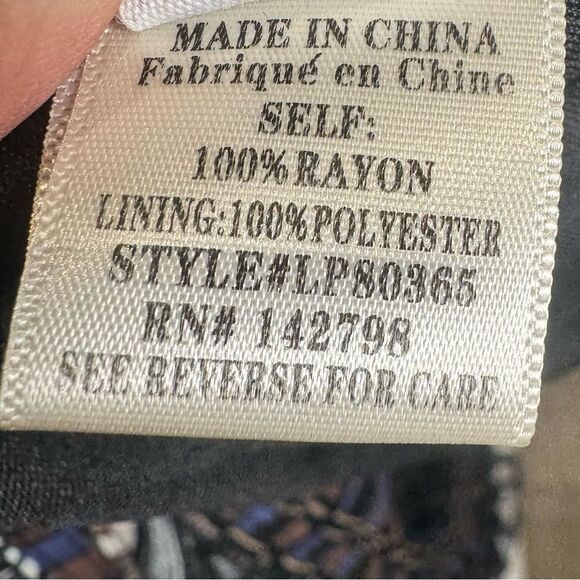 MADE IN CHINA
Fabriqué en Chine
SELF:
100%RAYON
LINING:100%POLYESTER
STYLE#LP80365
RN# 142798
SEE REVERSE FOR CARE